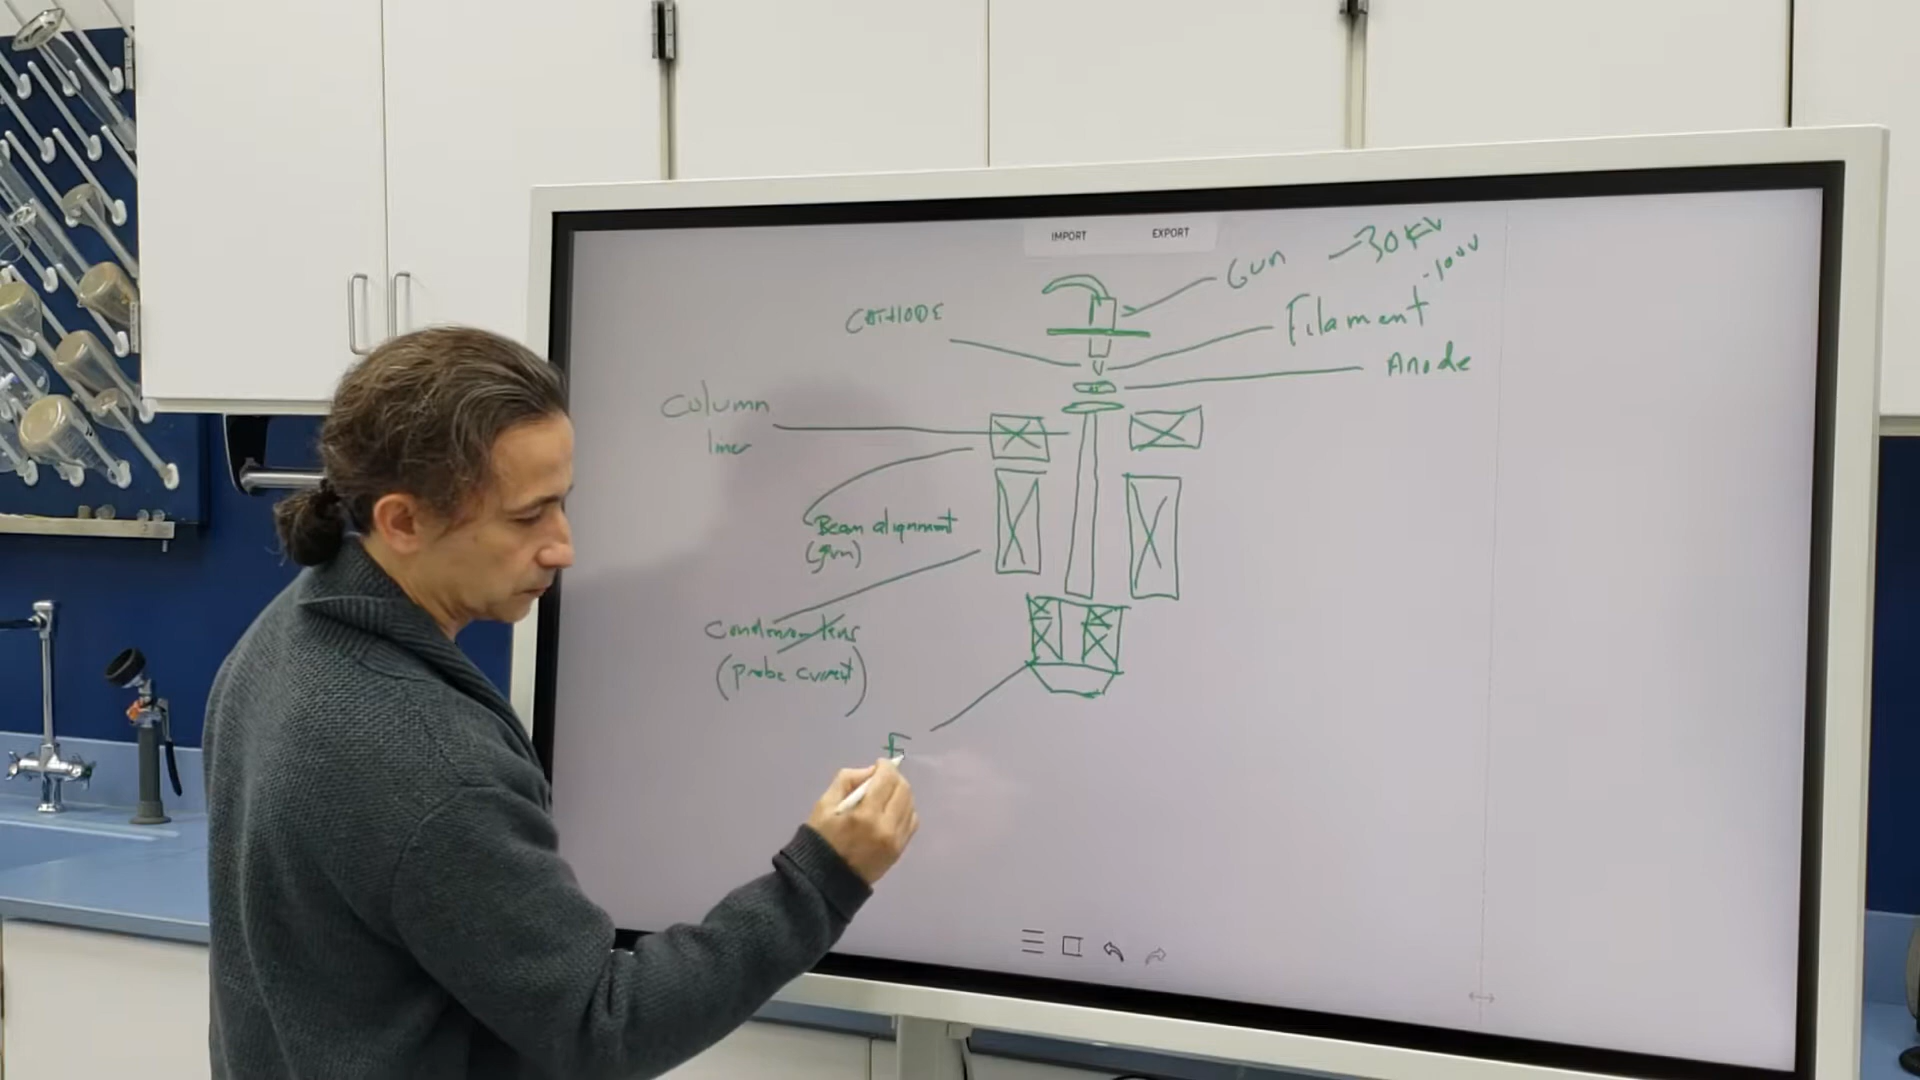 IMPORT
EXPORT
Gun
30KV
-100V
CATHODE
Filament
Anode
Column
liner
Beam alignment
(gun)
Condenser lens
(Probe current)
F